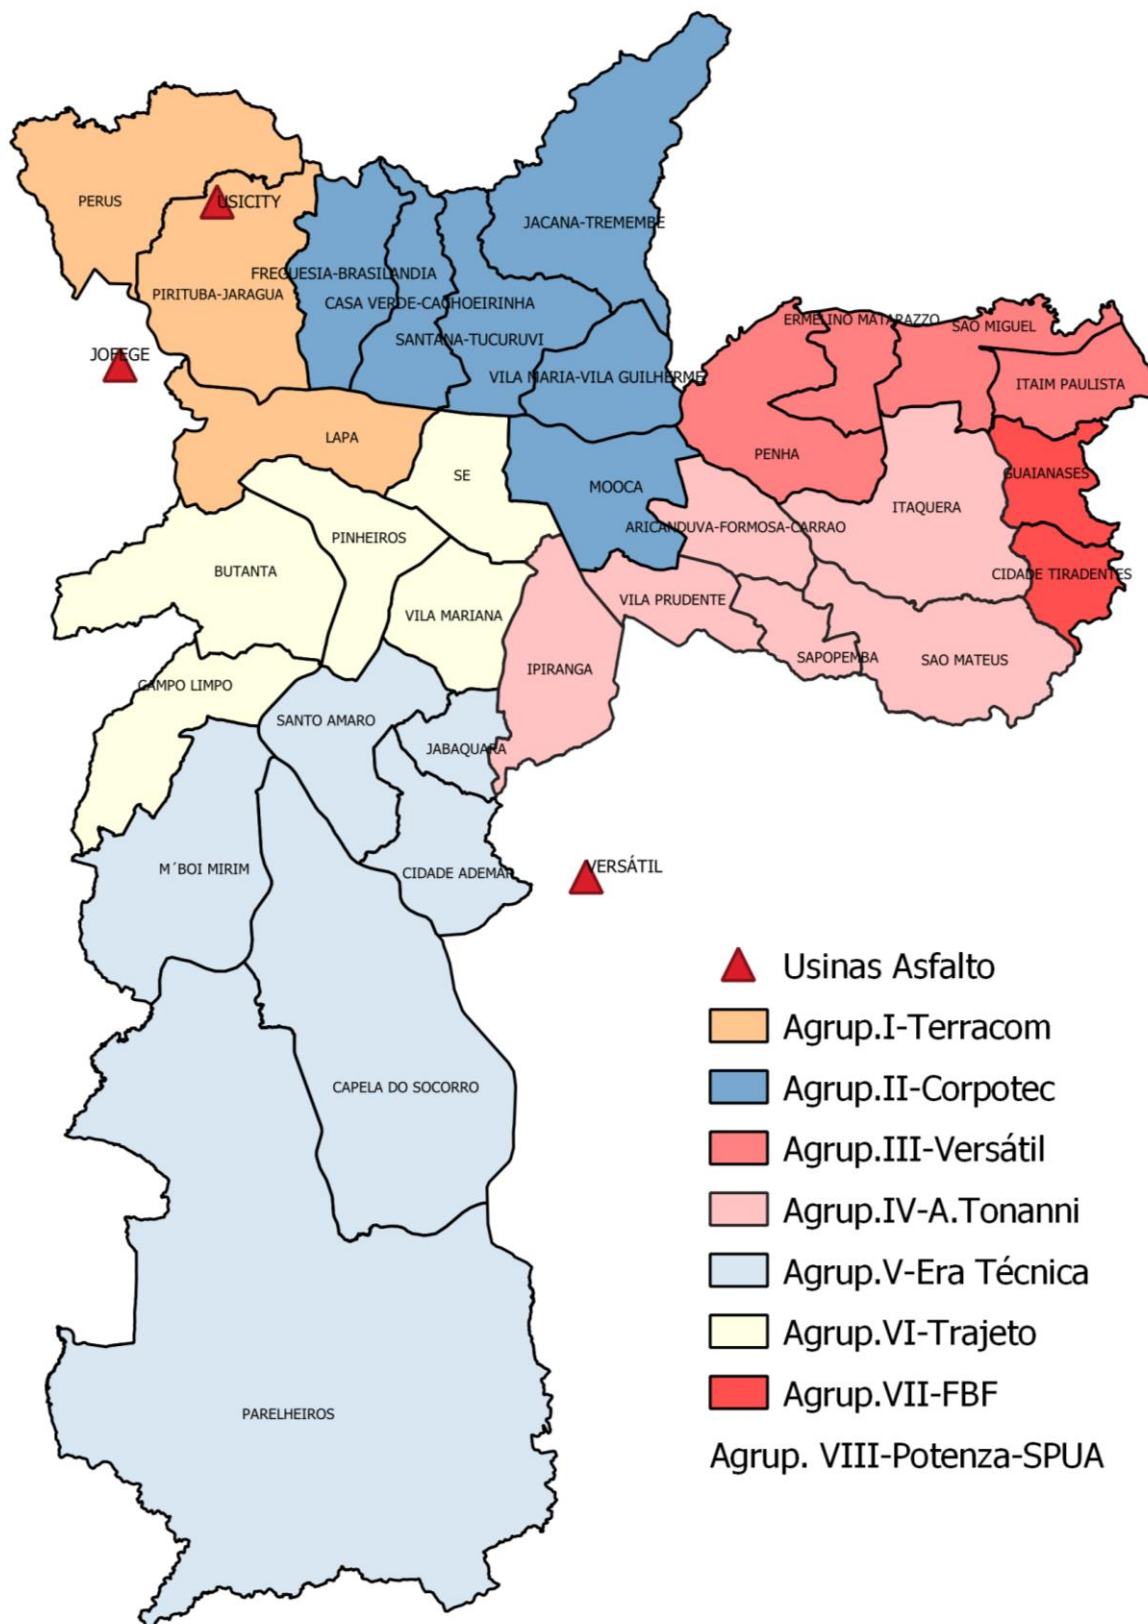 JACANA-TREMEMBE
PERUS
USICITY
FREGUESIA-BRASILANDIA
PIRITUBA-JARAGUA
CASA VERDE-CACHOEIRINHA
ERMELINO MATARAZZO
SAO MIGUEL
SANTANA-TUCURUVI
JOFEGE
VILA MARIA-VILA GUILHERME
ITAIM PAULISTA
LAPA
PENHA
SE
MOOCA
GUAIANASES
ITAQUERA
ARICANDUVA-FORMOSA-CARRAO
PINHEIROS
BUTANTA
CIDADE TIRADENTES
VILA PRUDENTE
VILA MARIANA
IPIRANGA
SAPOPEMBA
SAO MATEUS
CAMPO LIMPO
SANTO AMARO
JABAQUARA
M´BOI MIRIM
CIDADE ADEMAR
VERSÁTIL
CAPELA DO SOCORRO
PARELHEIROS
Usinas Asfalto
Agrup.I-Terracom
Agrup.II-Corpotec
Agrup.III-Versátil
Agrup.IV-A.Tonanni
Agrup.V-Era Técnica
Agrup.VI-Trajeto
Agrup.VII-FBF
Agrup. VIII-Potenza-SPUA